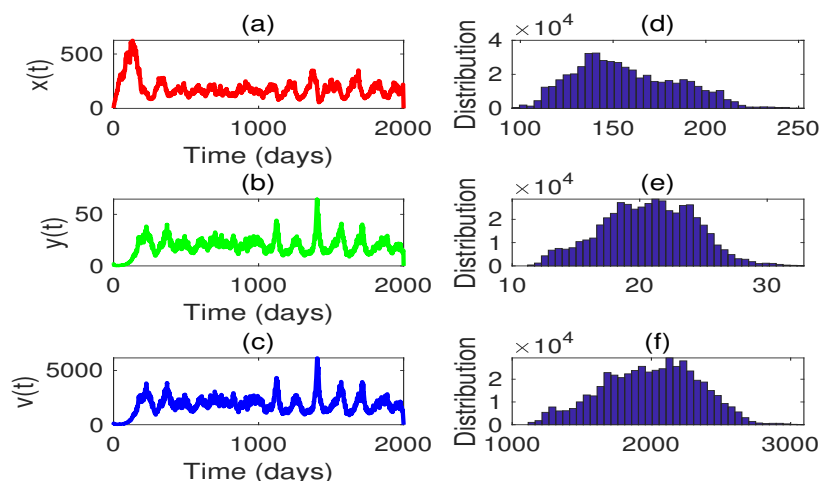 (a)
x(t)
500
0
0
1000
2000
Time (days)
(d)
×10^4
Distribution
4
2
0
100
150
200
250
(b)
y(t)
50
0
0
1000
2000
Time (days)
(e)
×10^4
Distribution
2
1
0
10
20
30
(c)
v(t)
5000
0
0
1000
2000
Time (days)
(f)
×10^4
Distribution
2
1
0
1000
2000
3000